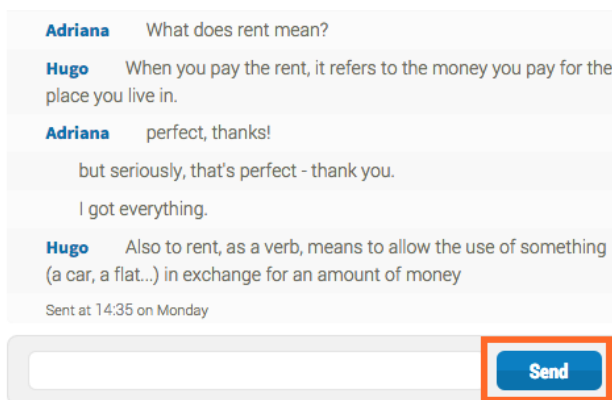 Adriana What does rent mean?
Hugo When you pay the rent, it refers to the money you pay for the
place you live in.
Adriana perfect, thanks!
but seriously, that's perfect - thank you.
I got everything.
Hugo Also to rent, as a verb, means to allow the use of something
(a car, a flat...) in exchange for an amount of money
Sent at 14:35 on Monday
Send